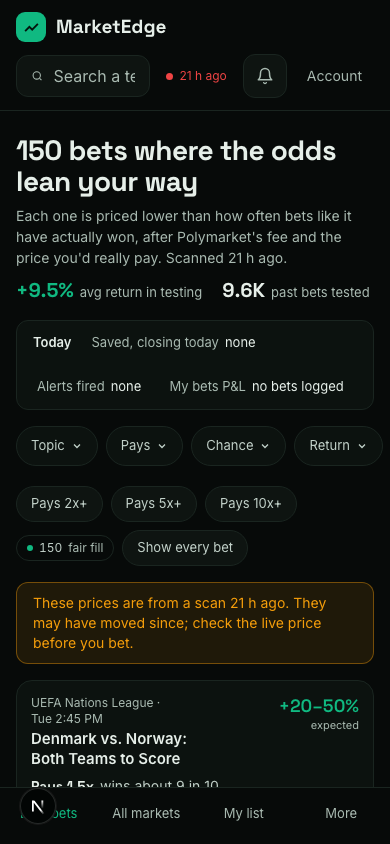 MarketEdge
Search a te
21 h ago
Account
150 bets where the odds
lean your way
Each one is priced lower than how often bets like it
have actually won, after Polymarket's fee and the
price you'd really pay. Scanned 21 h ago.
+9.5% avg return in testing 9.6K past bets tested
Today Saved, closing today none
Alerts fired none My bets P&L no bets logged
Topic Pays Chance Return
Pays 2x+ Pays 5x+ Pays 10x+
150 fair fill Show every bet
These prices are from a scan 21 h ago. They
may have moved since; check the live price
before you bet.
UEFA Nations League ·
Tue 2:45 PM
+20–50%
expected
Denmark vs. Norway:
Both Teams to Score
Pays 1.5x wins about 9 in 10
N bets All markets My list More